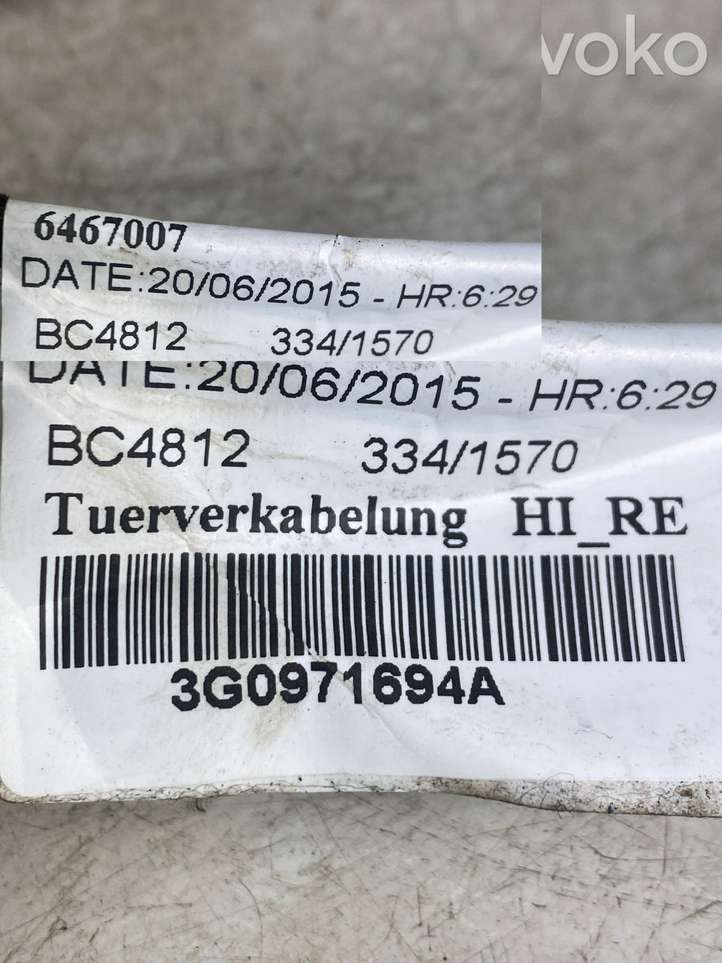 voko
6467007
DATE:20/06/2015 - HR:6:29
BC4812 334/1570
DATE:20/06/2015 - HR:6:29
BC4812 334/1570
Tuerverkabelung HI_RE
3G0971694A